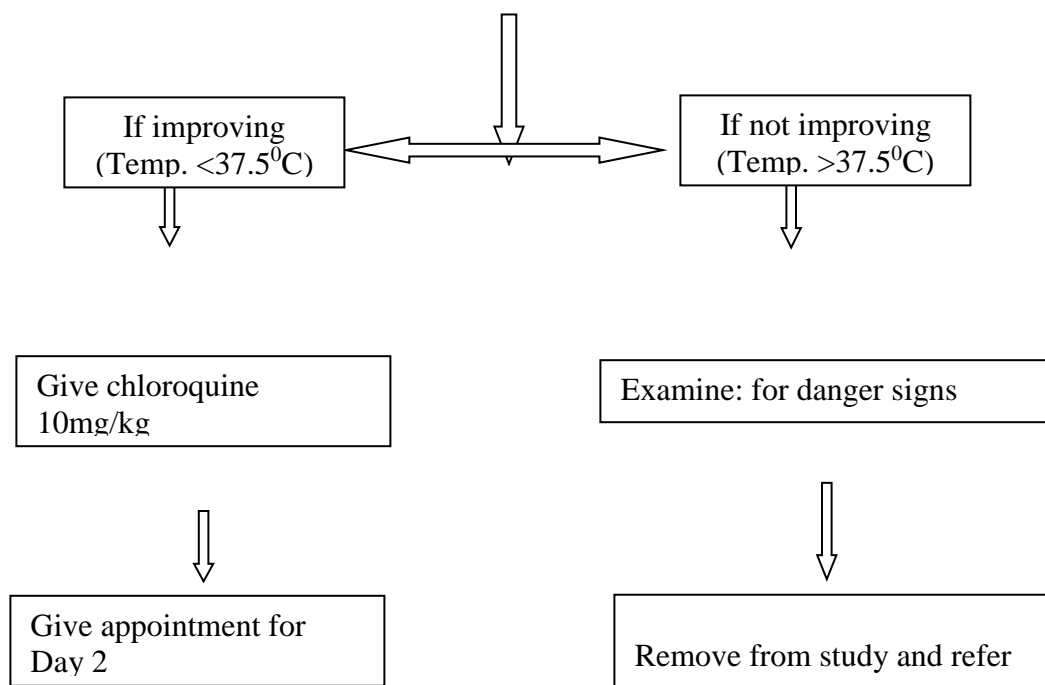 If improving
(Temp. <37.5⁰C)
If not improving
(Temp. >37.5⁰C)
Give chloroquine
10mg/kg
Examine: for danger signs
Give appointment for
Day 2
Remove from study and refer